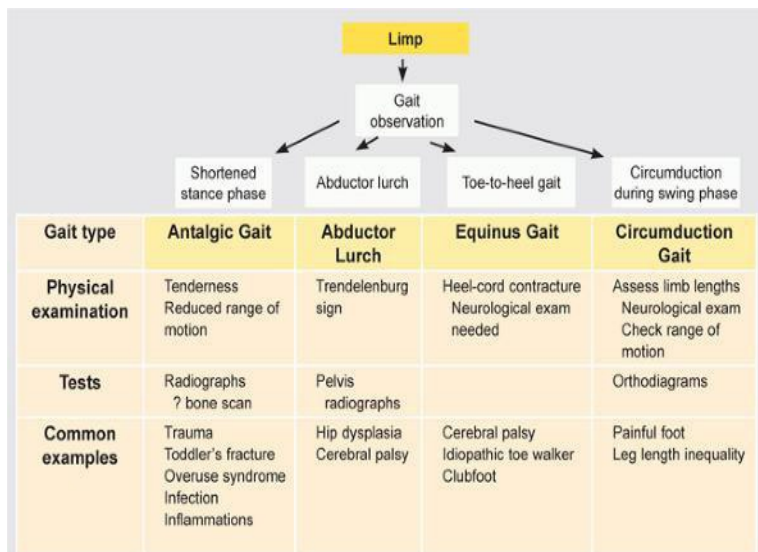 Limp
Gait
observation
Shortened
stance phase
Abductor lurch
Toe-to-heel gait
Circumduction
during swing phase
Gait type
Antalgic Gait
Abductor
Lurch
Equinus Gait
Circumduction
Gait
Physical
examination
Tenderness
Reduced range of
motion
Trendelenburg
sign
Heel-cord contracture
Neurological exam
needed
Assess limb lengths
Neurological exam
Check range of
motion
Tests
Radiographs
? bone scan
Pelvis
radiographs
Orthodiagrams
Common
examples
Trauma
Toddler's fracture
Overuse syndrome
Infection
Inflammations
Hip dysplasia
Cerebral palsy
Cerebral palsy
Idiopathic toe walker
Clubfoot
Painful foot
Leg length inequality